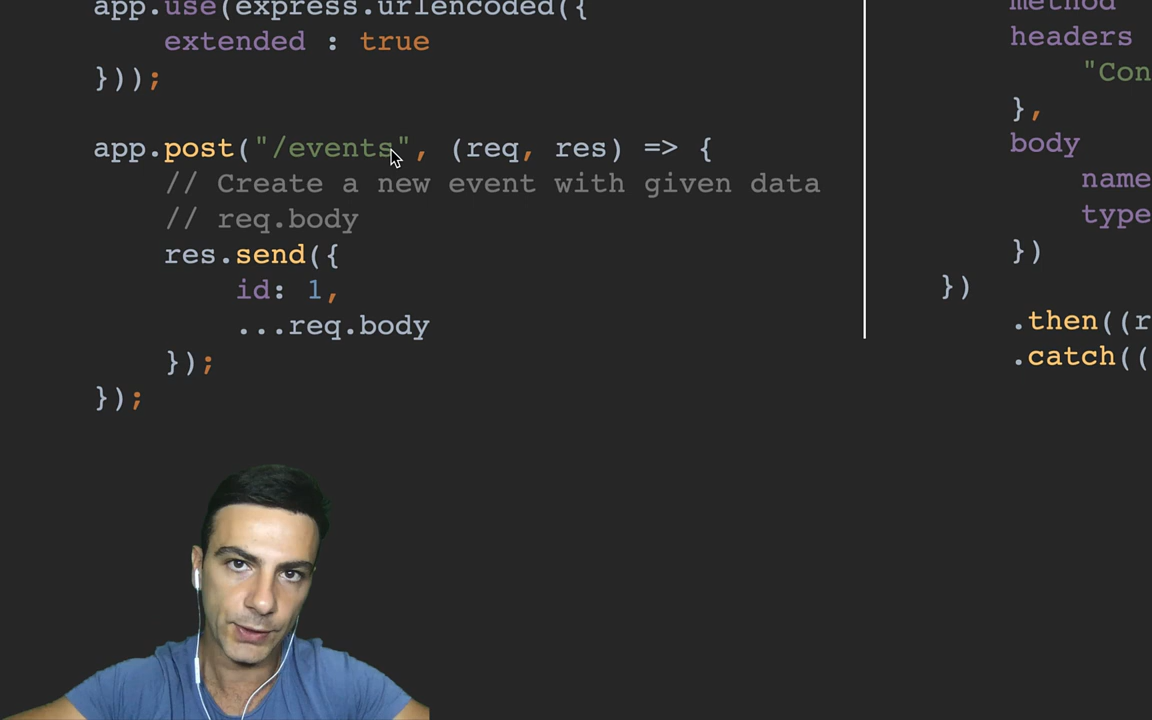 app.use(express.urlencoded({
extended : true
}));
app.post("/events", (req, res) => {
// Create a new event with given data
// req.body
res.send({
id: 1,
...req.body
});
});
method
headers
"Con
},
body
name
type
})
})
.then((r
.catch((